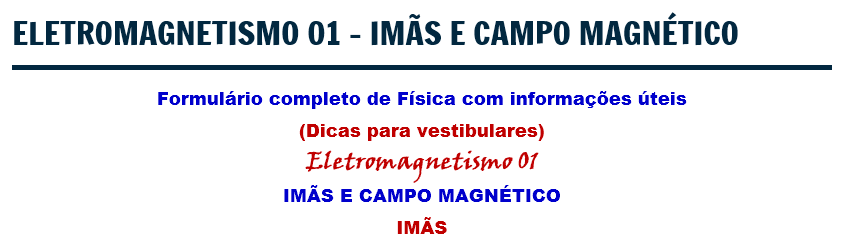 ELETROMAGNETISMO 01 – IMÃS E CAMPO MAGNÉTICO
Formulário completo de Física com informações úteis
(Dicas para vestibulares)
Eletromagnetismo 01
IMÃS E CAMPO MAGNÉTICO
IMÃS